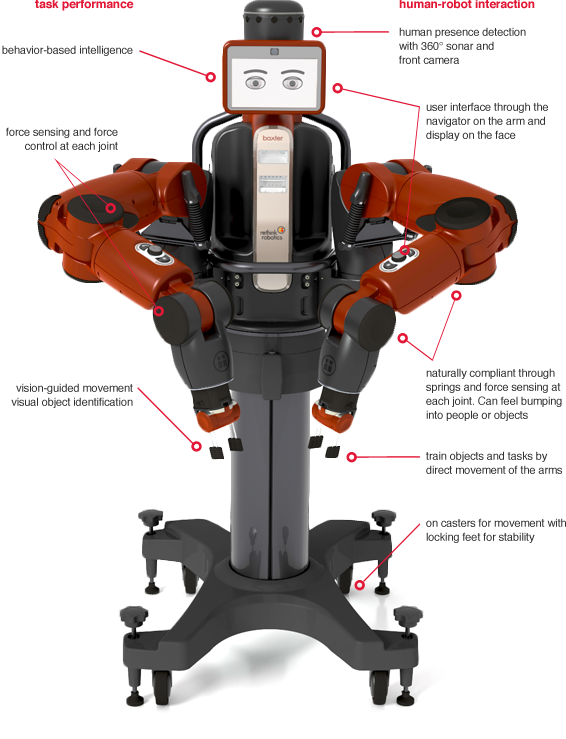 task performance
human-robot interaction
human presence detection
with 360° sonar and
front camera
behavior-based intelligence
user interface through the
navigator on the arm and
display on the face
force sensing and force
control at each joint
baxter
rethink
robotics
naturally compliant through
springs and force sensing at
each joint. Can feel bumping
into people or objects
vision-guided movement
visual object identification
train objects and tasks by
direct movement of the arms
on casters for movement with
locking feet for stability